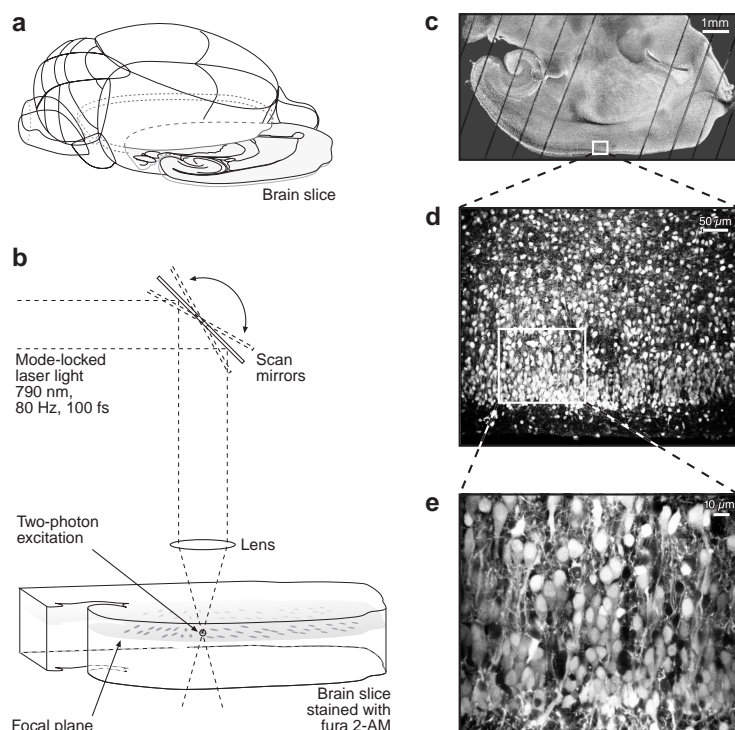 a
Brain slice
b
Mode-locked
laser light
790 nm,
80 Hz, 100 fs
Scan
mirrors
Two-photon
excitation
Lens
Focal plane
Brain slice
stained with
fura 2-AM
c
1mm
d
50 µm
e
10 µm